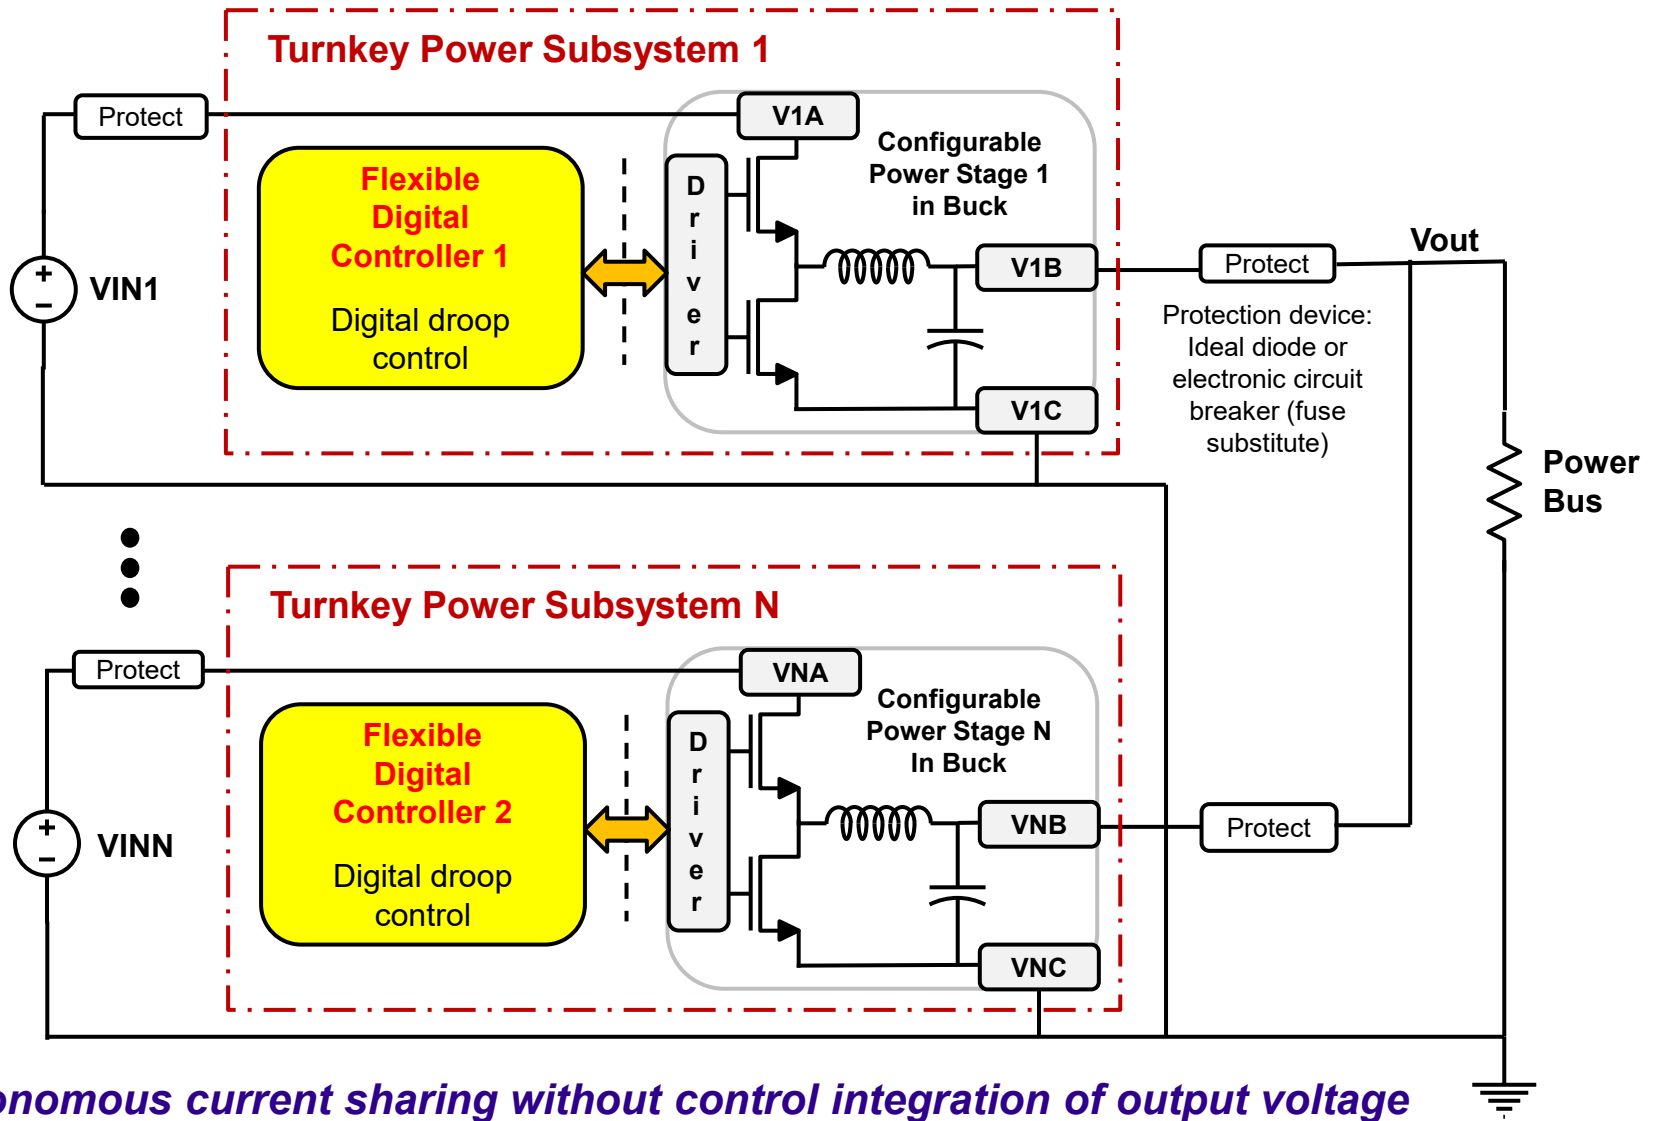 Turnkey Power Subsystem 1
Protect
V1A
Configurable
Power Stage 1
in Buck
Flexible
Digital
Controller 1
Digital droop
control
D
r
i
v
e
r
+
−
VIN1
V1B
Protect
Vout
Protection device:
Ideal diode or
electronic circuit
breaker (fuse
substitute)
V1C
Power
Bus
Turnkey Power Subsystem N
Protect
VNA
Configurable
Power Stage N
In Buck
Flexible
Digital
Controller 2
Digital droop
control
D
r
i
v
e
r
+
−
VINN
VNB
Protect
VNC
current sharing without control integration of output voltage